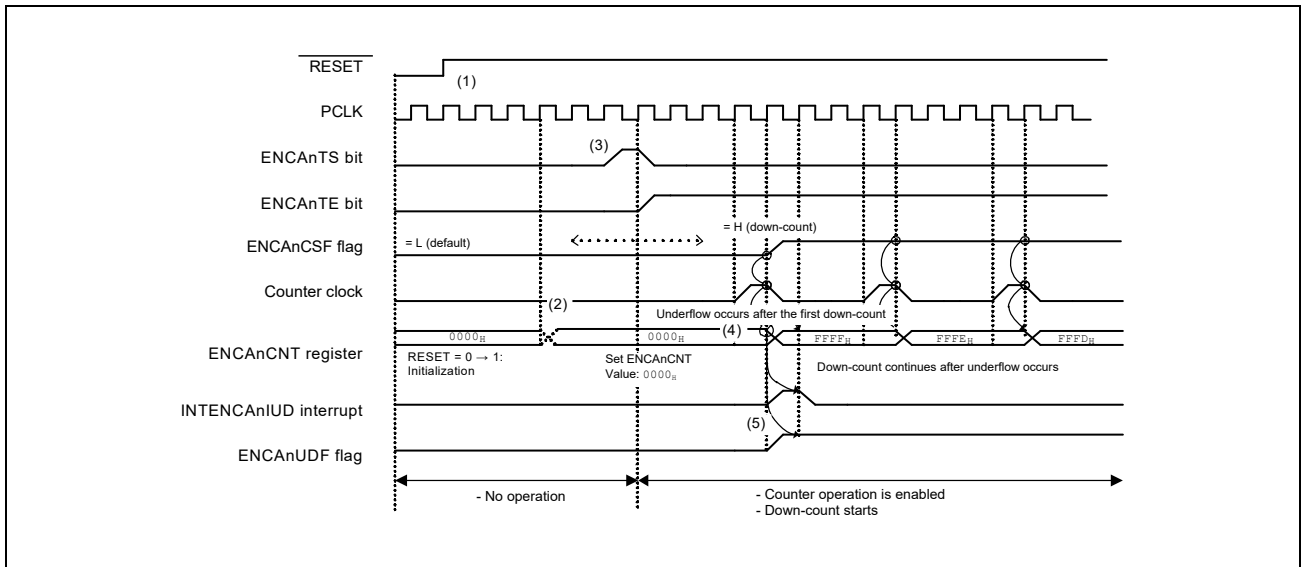 RESET
(1)
PCLK
ENCAnTS bit
(3)
ENCAnTE bit
ENCAnCSF flag
= L (default)
= H (down-count)
Counter clock
(2)
Underflow occurs after the first down-count
ENCAnCNT register
0000H
0000H
(4)
FFFFH
FFFEH
FFFDH
RESET = 0 → 1:
Initialization
Set ENCAnCNT
Value: 0000H
Down-count continues after underflow occurs
INTENCAnIUD interrupt
(5)
ENCAnUDF flag
- No operation
- Counter operation is enabled
- Down-count starts